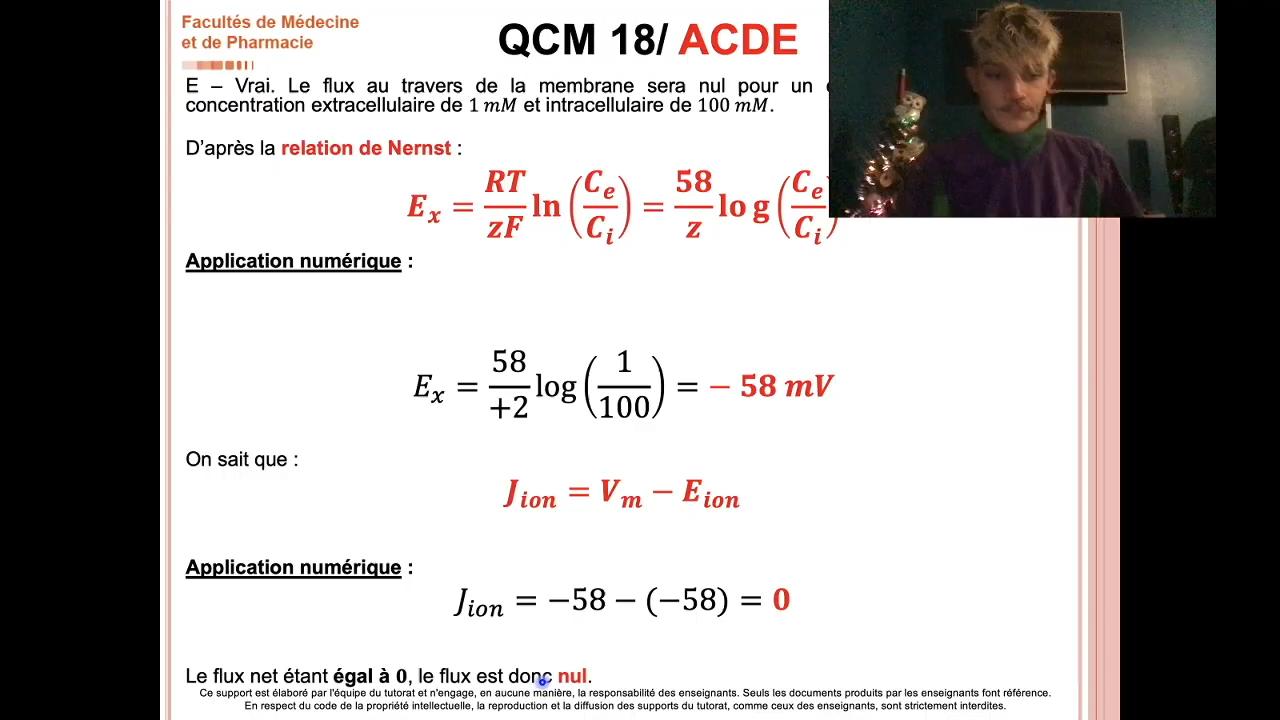 Facultés de Médecine
et de Pharmacie
QCM 18/ ACDE
E – Vrai. Le flux au travers de la membrane sera nul pour un
concentration extracellulaire de 1 mM et intracellulaire de 100 mM.
D'après la relation de Nernst :
E_x = RT/zF ln (C_e/C_i) = 58/z log (C_e/C_i)
Application numérique :
E_x = 58/+2 log (1/100) = − 58 mV
On sait que :
J_ion = V_m − E_ion
Application numérique :
J_ion = −58 − (−58) = 0
Le flux net étant égal à 0, le flux est donc nul.
Ce support est élaboré par l'équipe du tutorat et n'engage, en aucune manière, la responsabilité des enseignants. Seuls les documents produits par les enseignants font référence.
En respect du code de la propriété intellectuelle, la reproduction et la diffusion des supports du tutorat, comme ceux des enseignants, sont strictement interdites.